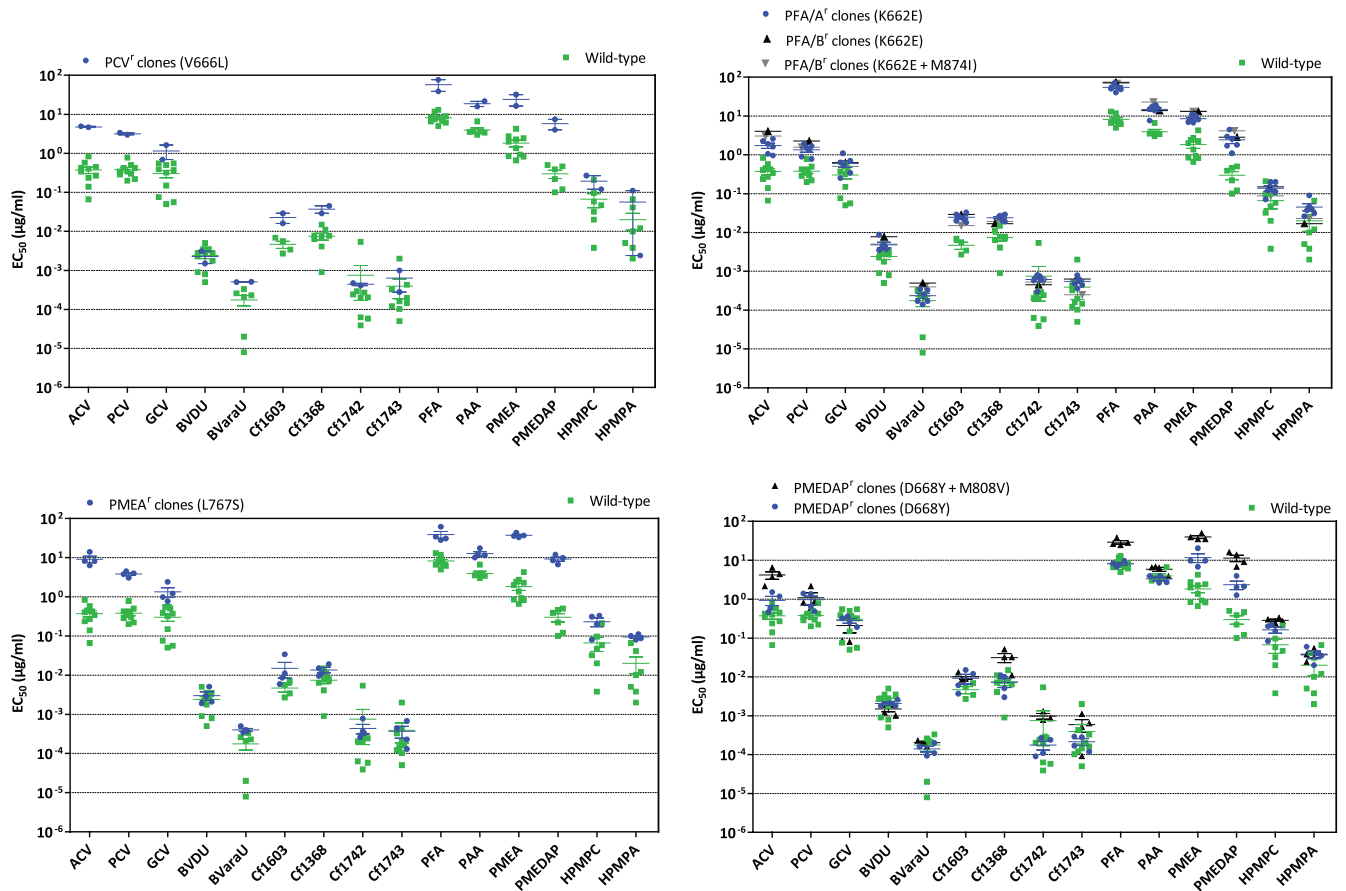 PCVʳ clones (V666L)
Wild-type
EC₅₀ (µg/ml)
10²
10¹
10⁰
10⁻¹
10⁻²
10⁻³
10⁻⁴
10⁻⁵
10⁻⁶
ACV PCV GCV BVDU BVaraU Cf1603 Cf1368 Cf1742 Cf1743 PFA PAA PMEA PMEDAP HPMPC HPMPA
PFA/Aʳ clones (K662E)
PFA/Bʳ clones (K662E)
PFA/Bʳ clones (K662E + M874I)
Wild-type
EC₅₀ (µg/ml)
10²
10¹
10⁰
10⁻¹
10⁻²
10⁻³
10⁻⁴
10⁻⁵
10⁻⁶
ACV PCV GCV BVDU BVaraU Cf1603 Cf1368 Cf1742 Cf1743 PFA PAA PMEA PMEDAP HPMPC HPMPA
PMEAʳ clones (L767S)
Wild-type
EC₅₀ (µg/ml)
10²
10¹
10⁰
10⁻¹
10⁻²
10⁻³
10⁻⁴
10⁻⁵
10⁻⁶
ACV PCV GCV BVDU BVaraU Cf1603 Cf1368 Cf1742 Cf1743 PFA PAA PMEA PMEDAP HPMPC HPMPA
PMEDAPʳ clones (D668Y + M808V)
PMEDAPʳ clones (D668Y)
Wild-type
EC₅₀ (µg/ml)
10²
10¹
10⁰
10⁻¹
10⁻²
10⁻³
10⁻⁴
10⁻⁵
10⁻⁶
ACV PCV GCV BVDU BVaraU Cf1603 Cf1368 Cf1742 Cf1743 PFA PAA PMEA PMEDAP HPMPC HPMPA